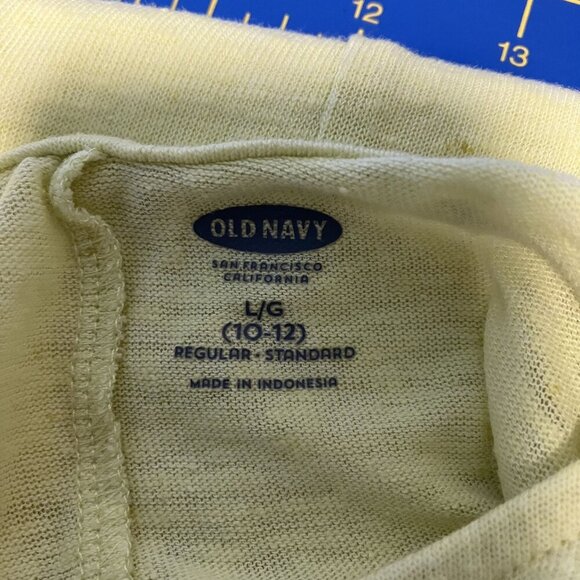 12
13
OLD NAVY
SAN FRANCISCO
CALIFORNIA
L/G
(10-12)
REGULAR • STANDARD
MADE IN INDONESIA